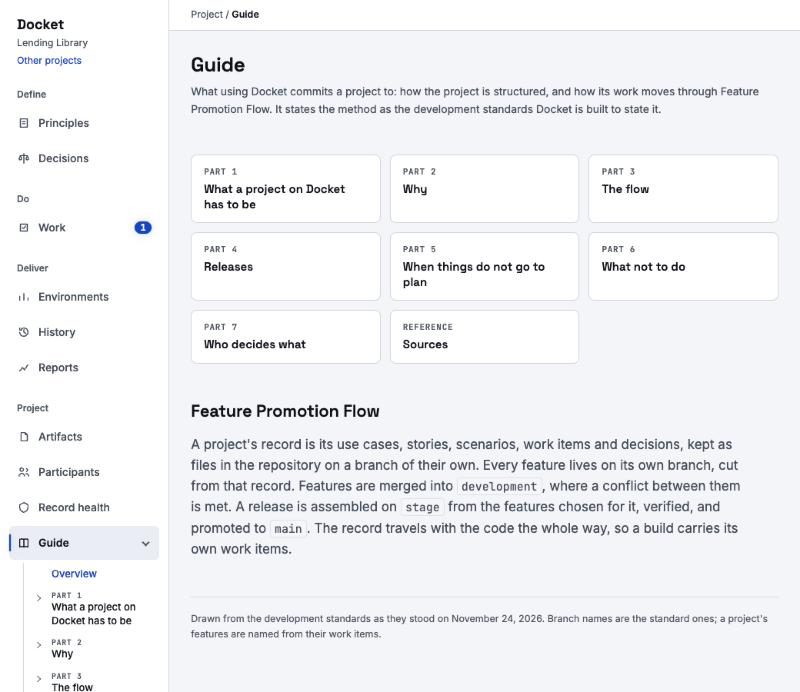 Docket
Lending Library
Other projects
Define
Principles
Decisions
Do
Work 1
Deliver
Environments
History
Reports
Project
Artifacts
Participants
Record health
Guide
Overview
PART 1
What a project on
Docket has to be
PART 2
Why
PART 3
The flow
Project / Guide
Guide
What using Docket commits a project to: how the project is structured, and how its work moves through Feature
Promotion Flow. It states the method as the development standards Docket is built to state it.
PART 1
What a project on Docket
has to be
PART 2
Why
PART 3
The flow
PART 4
Releases
PART 5
When things do not go to
plan
PART 6
What not to do
PART 7
Who decides what
REFERENCE
Sources
Feature Promotion Flow
A project's record is its use cases, stories, scenarios, work items and decisions, kept as
files in the repository on a branch of their own. Every feature lives on its own branch, cut
from that record. Features are merged into development, where a conflict between them
is met. A release is assembled on stage from the features chosen for it, verified, and
promoted to main. The record travels with the code the whole way, so a build carries its
own work items.
Drawn from the development standards as they stood on November 24, 2026. Branch names are the standard ones; a project's
features are named from their work items.